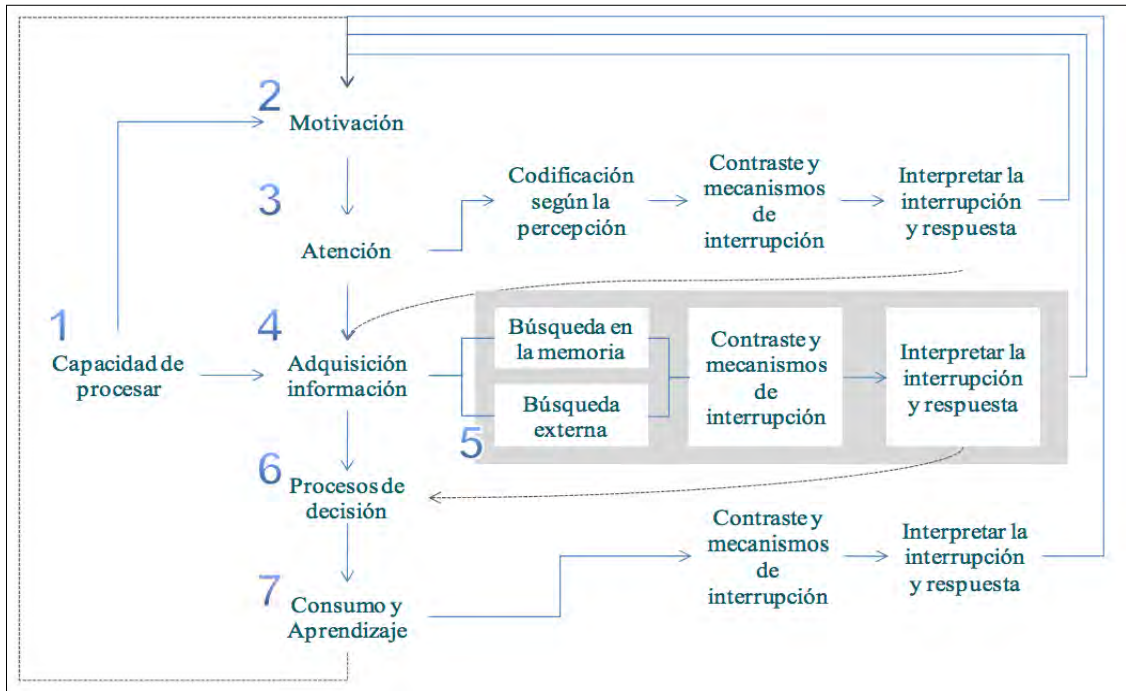 2
Motivación
3
Atención
Codificación
según la
percepción
Contraste y
mecanismos
de
interrupción
Interpretar la
interrupción
y respuesta
1
Capacidad de
procesar
4
Adquisición
información
5
Búsqueda en
la memoria
Búsqueda
externa
Contraste y
mecanismos
de
interrupción
Interpretar la
interrupción
y respuesta
6
Procesos de
decisión
7
Consumo y
Aprendizaje
Contraste y
mecanismos
de
interrupción
Interpretar la
interrupción
y respuesta